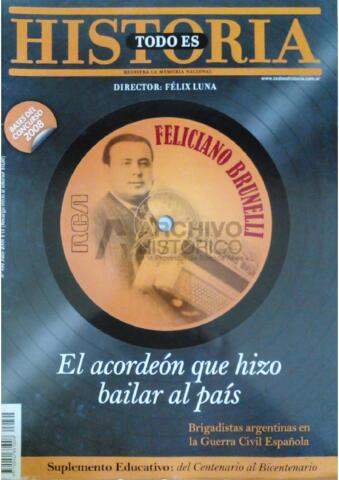 TODO ES
HISTORIA
REGISTRA LA MEMORIA NACIONAL
www.todoeshistoria.com.ar
DIRECTOR: FÉLIX LUNA
BASES DEL
CONCURSO
2008
FELICIANO BRUNELLI
RCA
ARCHIVO
HISTÓRICO
El acordeón que hizo
bailar al país
Brigadistas argentinas en
la Guerra Civil Española
Suplemento Educativo: del Centenario al Bicentenario